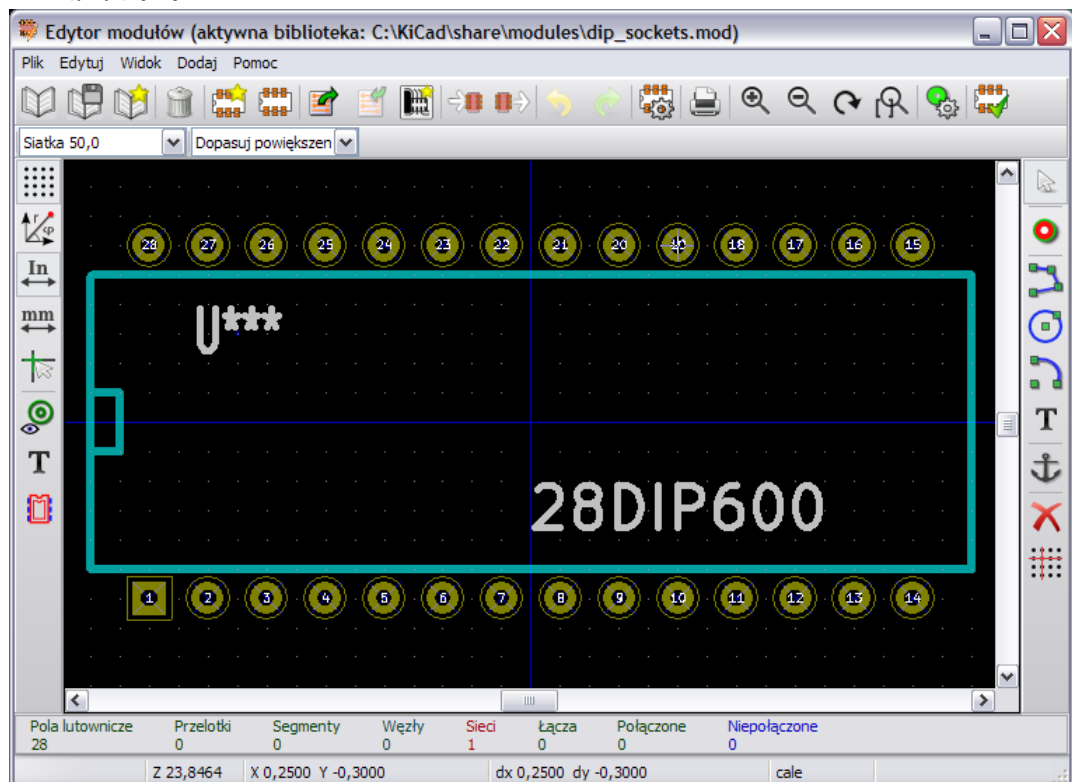 Edytor modułów (aktywna biblioteka: C:\KiCad\share\modules\dip_sockets.mod)
Plik Edytuj Widok Dodaj Pomoc
Siatka 50,0 Dopasuj powiększen
28 27 26 25 24 23 22 21 20 19 18 17 16 15
In
U***
mm
T T
28DIP600
1 2 3 4 5 6 7 8 9 10 11 12 13 14
Pola lutownicze Przelotki Segmenty Węzły Sieci Łącza Połączone Niepołączone
28 0 0 0 1 0 0 0
Z 23,8464 X 0,2500 Y -0,3000 dx 0,2500 dy -0,3000 cale